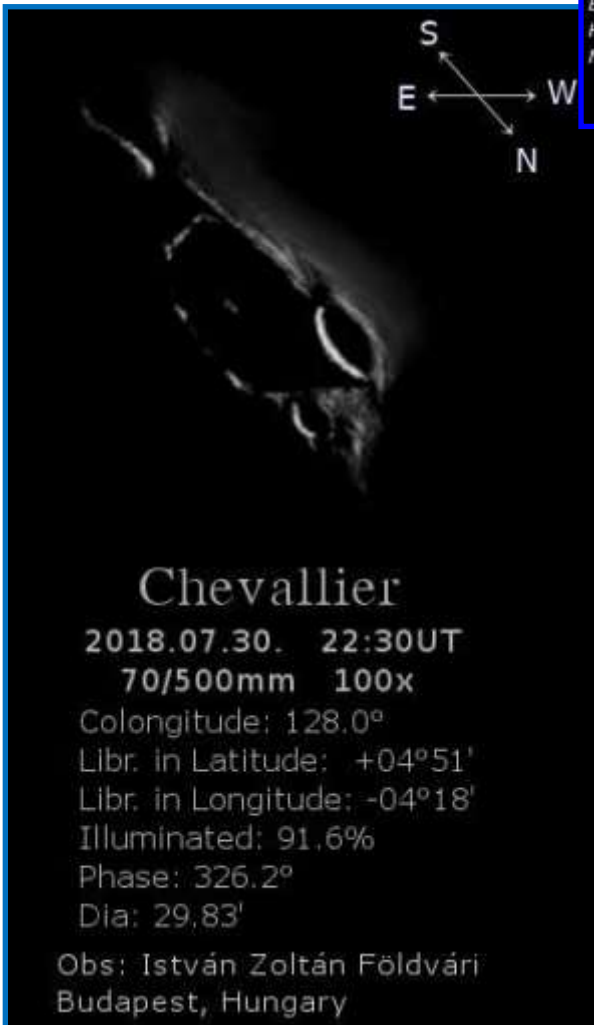 S
E W
N
Chevallier
2018.07.30. 22:30UT
70/500mm 100x
Colongitude: 128.0°
Libr. in Latitude: +04°51'
Libr. in Longitude: -04°18'
Illuminated: 91.6%
Phase: 326.2°
Dia: 29.83'
Obs: István Zoltán Földvári
Budapest, Hungary